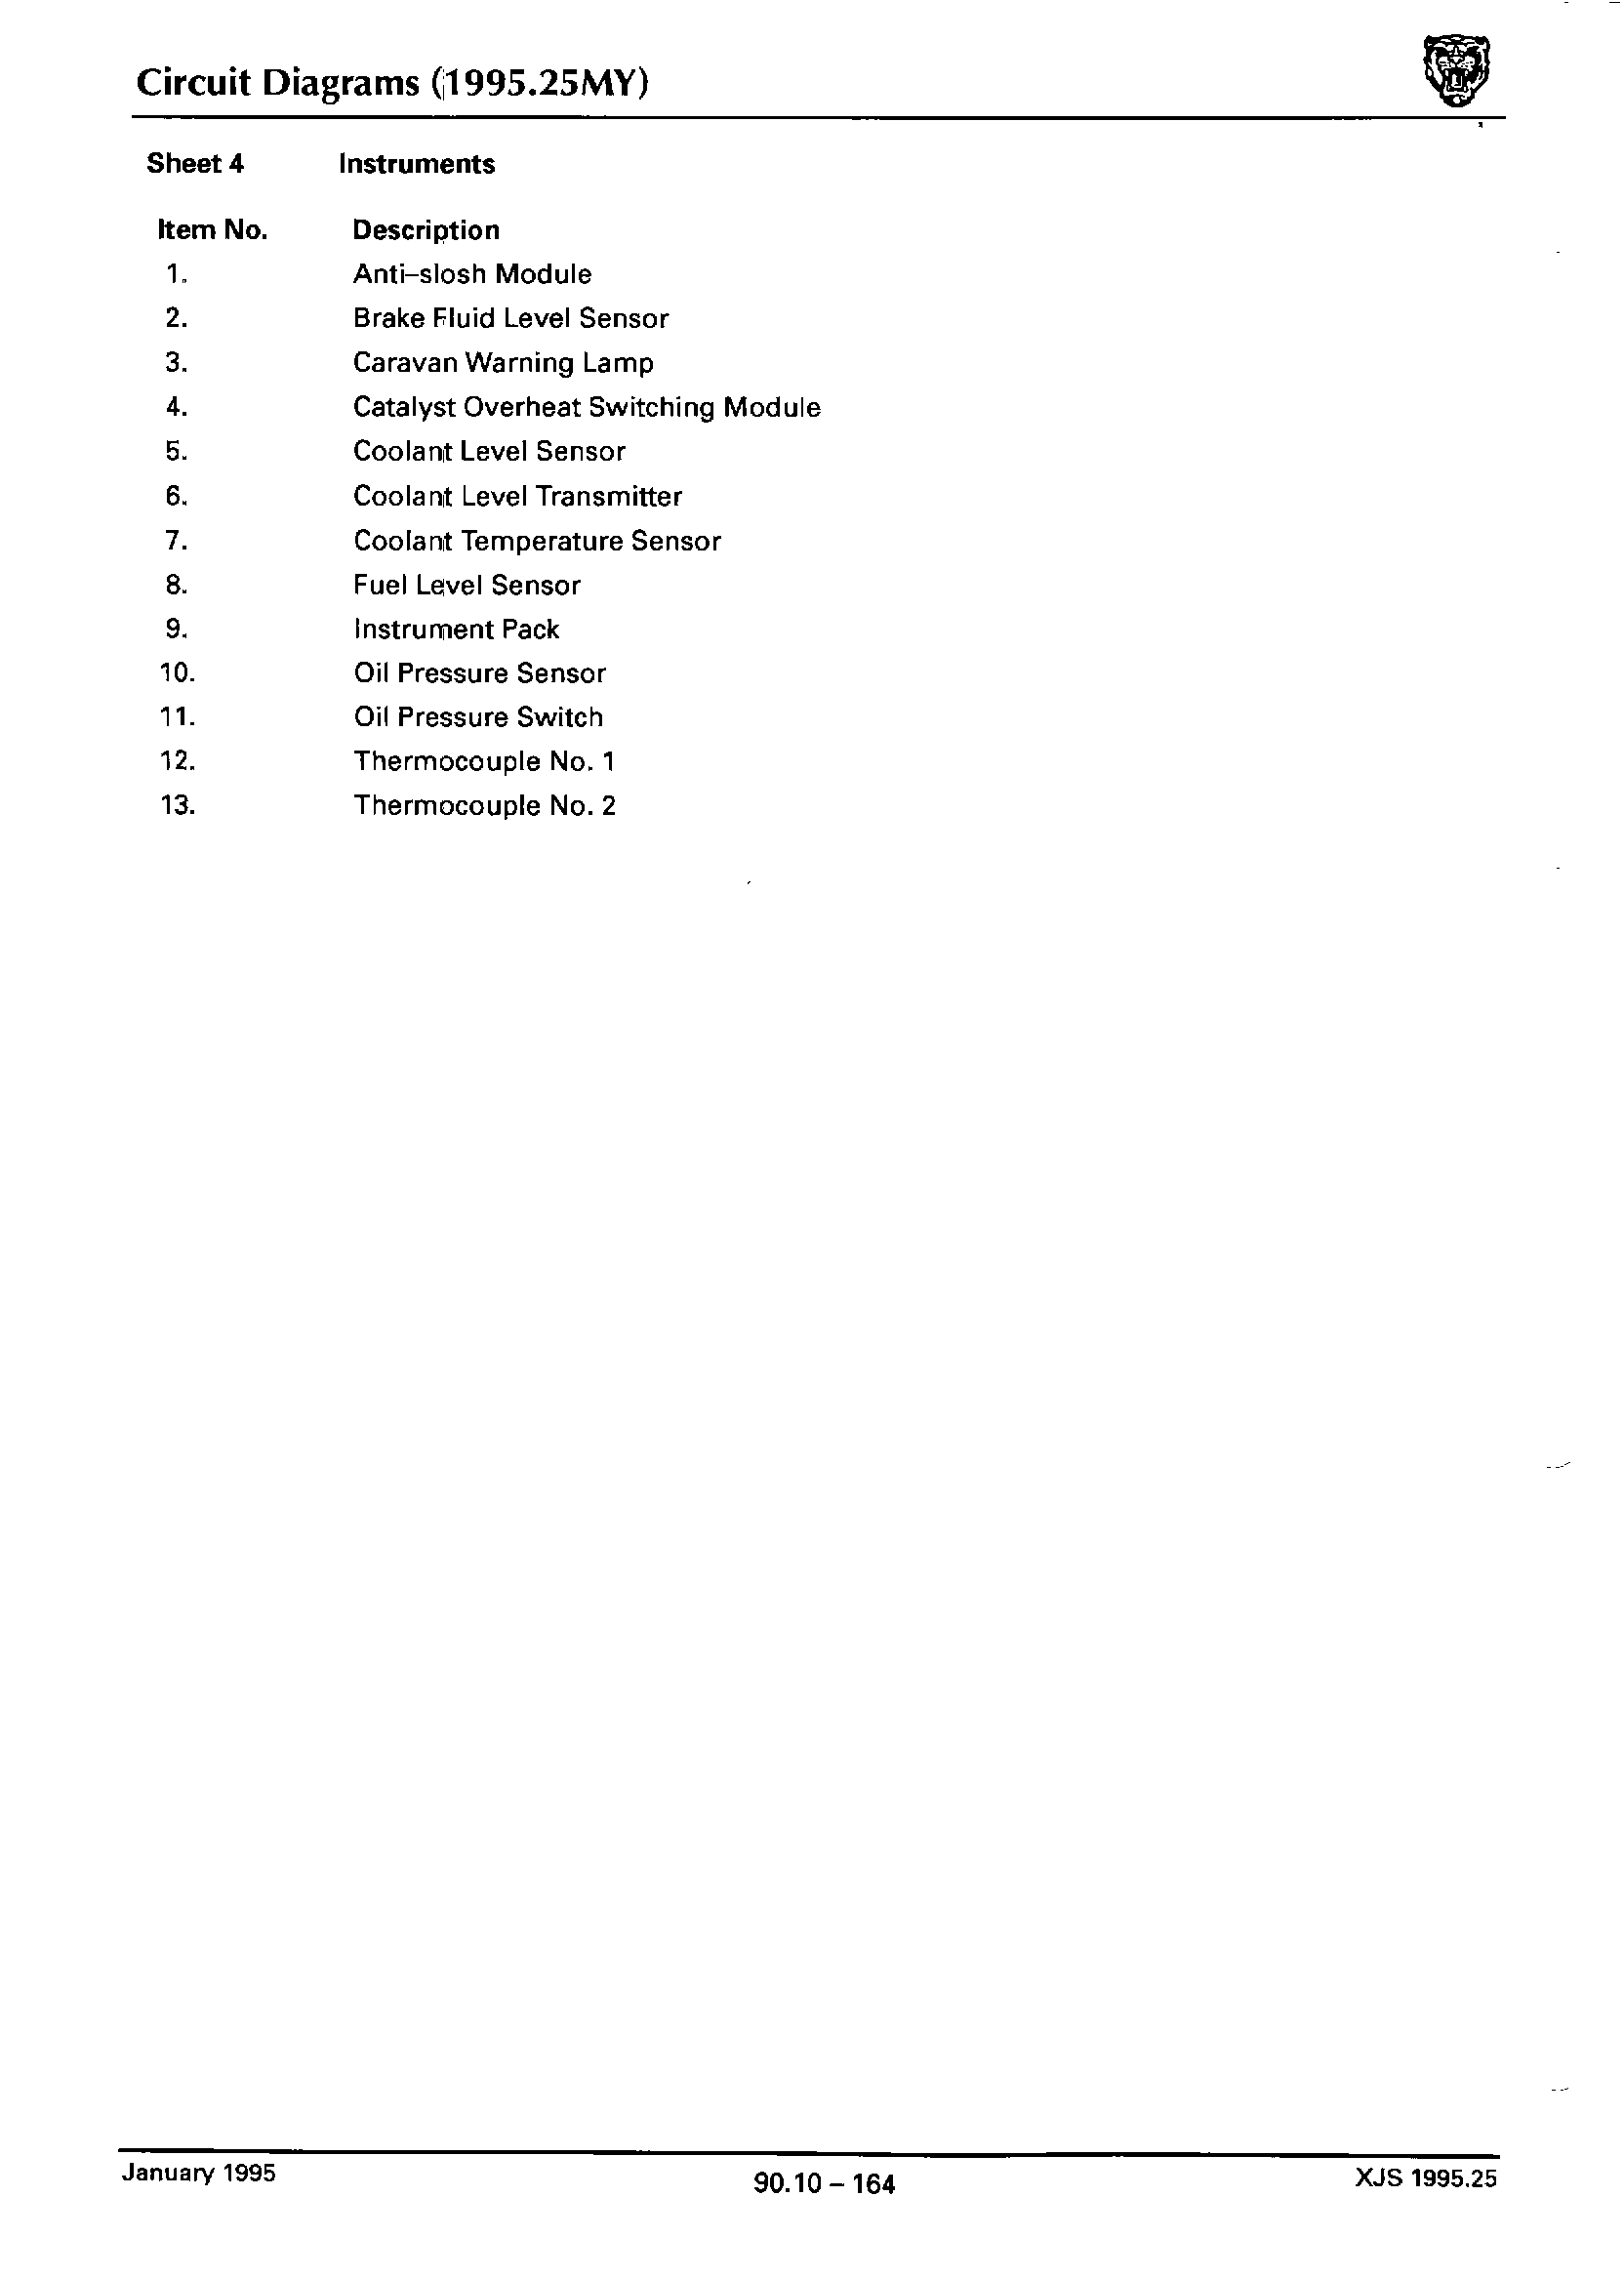 Circuit Diagrams (1995.25MY)
Sheet 4 Instruments
Item No. Description
1. Anti–slosh Module
2. Brake Fluid Level Sensor
3. Caravan Warning Lamp
4. Catalyst Overheat Switching Module
5. Coolant Level Sensor
6. Coolant Level Transmitter
7. Coolant Temperature Sensor
8. Fuel Level Sensor
9. Instrument Pack
10. Oil Pressure Sensor
11. Oil Pressure Switch
12. Thermocouple No. 1
13. Thermocouple No. 2
January 1995 90.10 – 164 XJS 1995.25